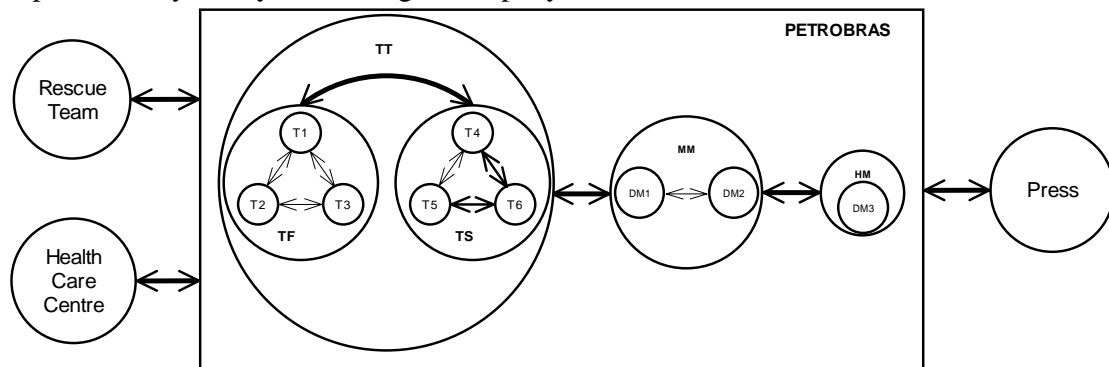 PETROBRAS
TT
Rescue
Team
T1
T4
MM
HM
DM1
DM2
DM3
Press
T2
T3
T5
T6
TF
TS
Health
Care
Centre